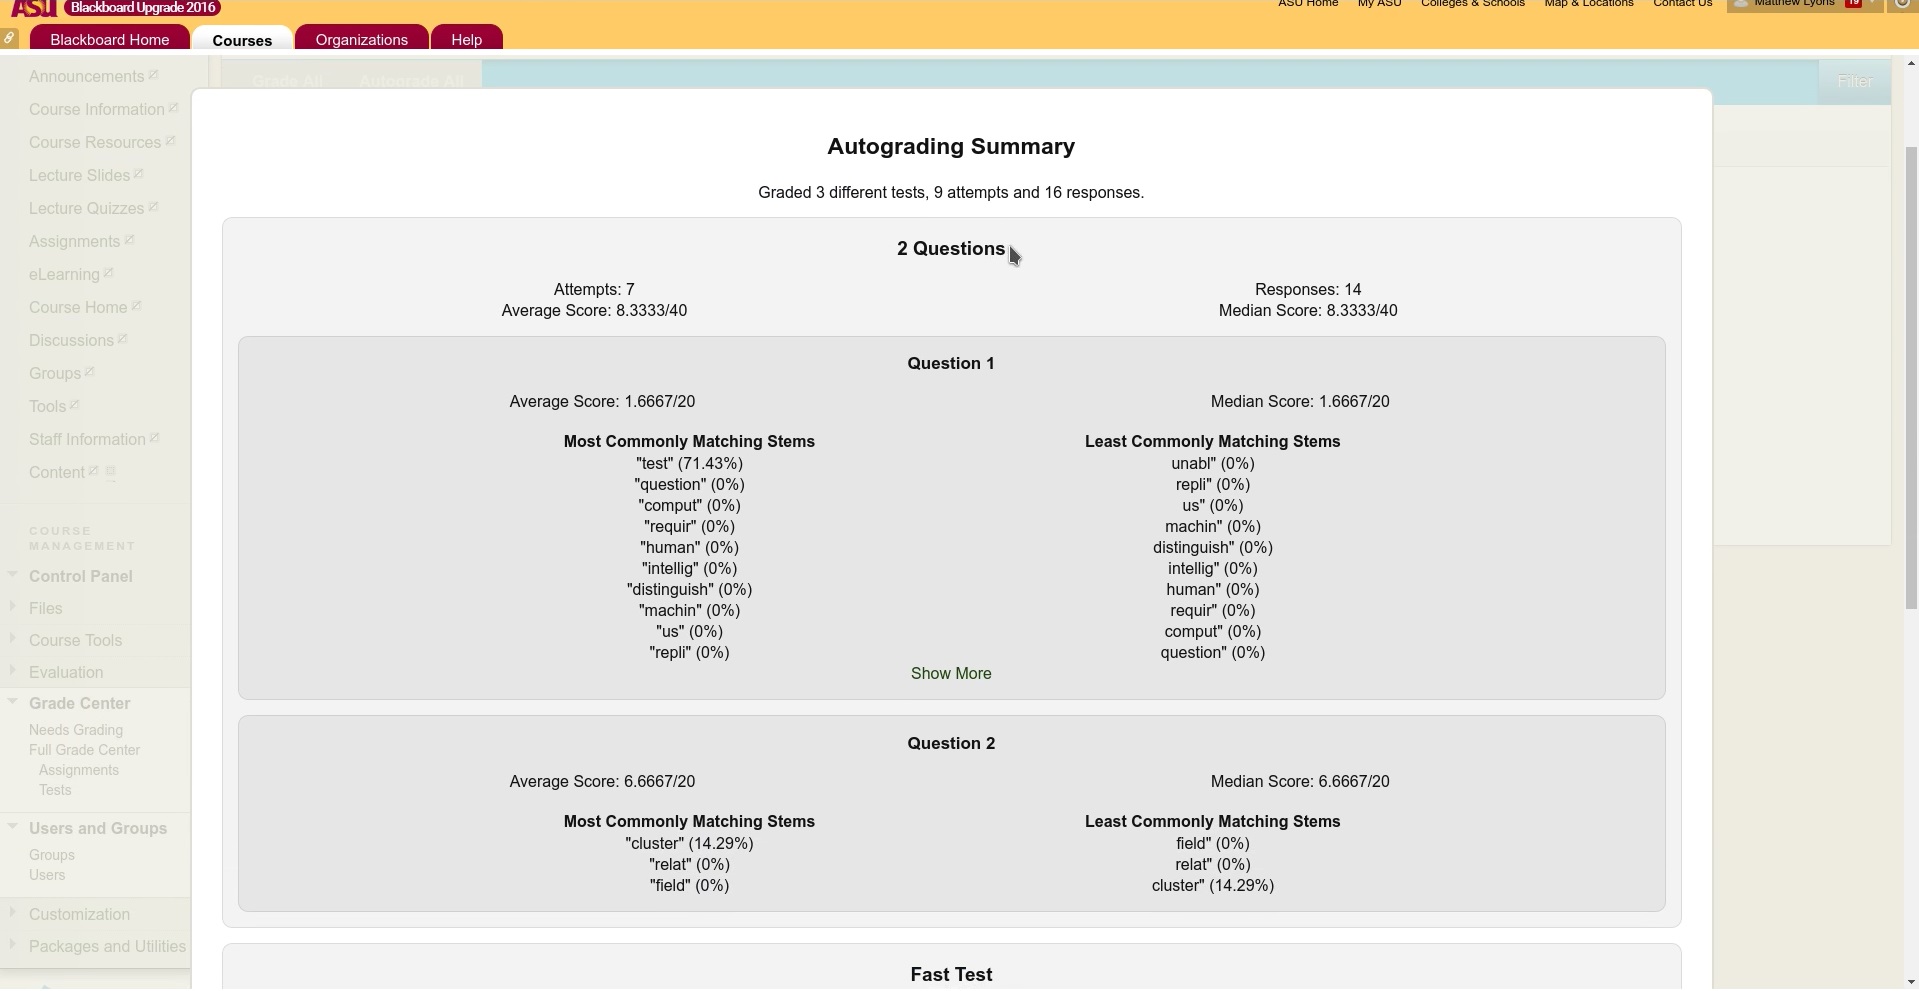 ASU Blackboard Upgrade 2016
ASU Home My ASU Colleges & Schools Map & Locations Contact Us Matthew Lyons 19
Blackboard Home Courses Organizations Help
Announcements
Course Information
Course Resources
Lecture Slides
Lecture Quizzes
Assignments
eLearning
Course Home
Discussions
Groups
Tools
Staff Information
Content
COURSE
MANAGEMENT
Control Panel
Files
Course Tools
Evaluation
Grade Center
Needs Grading
Full Grade Center
Assignments
Tests
Users and Groups
Groups
Users
Customization
Packages and Utilities
Grade All Autograde All Filter
Autograding Summary
Graded 3 different tests, 9 attempts and 16 responses.
2 Questions
Attempts: 7 Responses: 14
Average Score: 8.3333/40 Median Score: 8.3333/40
Question 1
Average Score: 1.6667/20 Median Score: 1.6667/20
Most Commonly Matching Stems Least Commonly Matching Stems
"test" (71.43%) unabl" (0%)
"question" (0%) repli" (0%)
"comput" (0%) us" (0%)
"requir" (0%) machin" (0%)
"human" (0%) distinguish" (0%)
"intellig" (0%) intellig" (0%)
"distinguish" (0%) human" (0%)
"machin" (0%) requir" (0%)
"us" (0%) comput" (0%)
"repli" (0%) question" (0%)
Show More
Question 2
Average Score: 6.6667/20 Median Score: 6.6667/20
Most Commonly Matching Stems Least Commonly Matching Stems
"cluster" (14.29%) field" (0%)
"relat" (0%) relat" (0%)
"field" (0%) cluster" (14.29%)
Fast Test